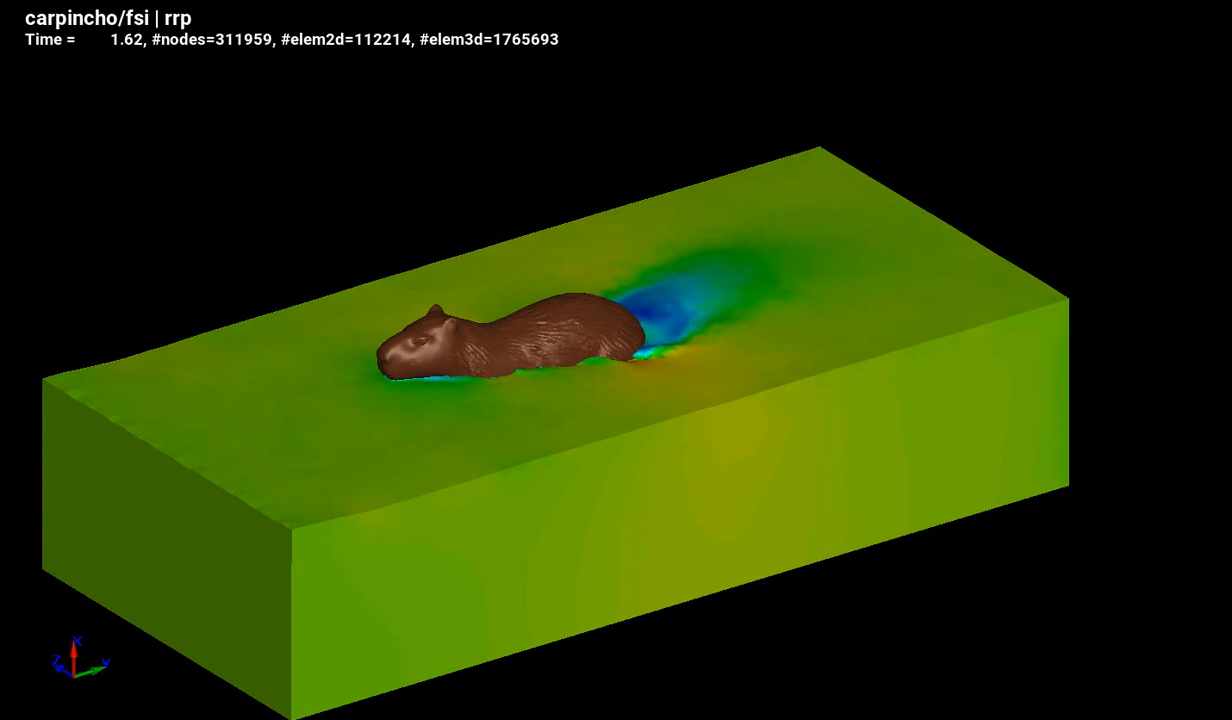 carpincho/fsi | rrp
Time = 1.62, #nodes=311959, #elem2d=112214, #elem3d=1765693
X
Z
Y